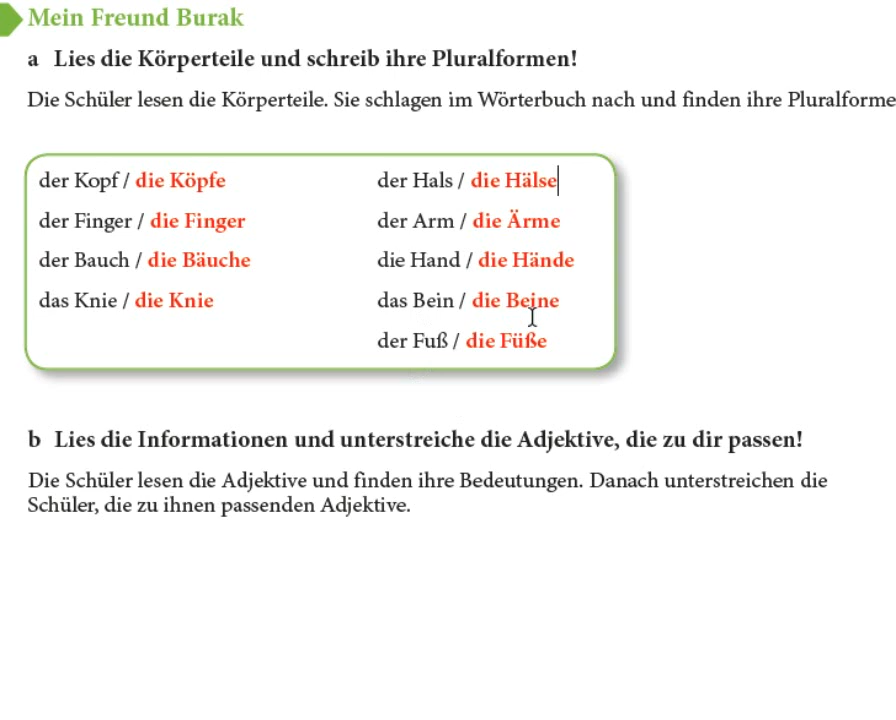 Mein Freund Burak
a Lies die Körperteile und schreib ihre Pluralformen!
Die Schüler lesen die Körperteile. Sie schlagen im Wörterbuch nach und finden ihre Pluralforme
der Kopf / die Köpfe
der Finger / die Finger
der Bauch / die Bäuche
das Knie / die Knie
der Hals / die Hälse
der Arm / die Ärme
die Hand / die Hände
das Bein / die Beine
der Fuß / die Füße
b Lies die Informationen und unterstreiche die Adjektive, die zu dir passen!
Die Schüler lesen die Adjektive und finden ihre Bedeutungen. Danach unterstreichen die
Schüler, die zu ihnen passenden Adjektive.